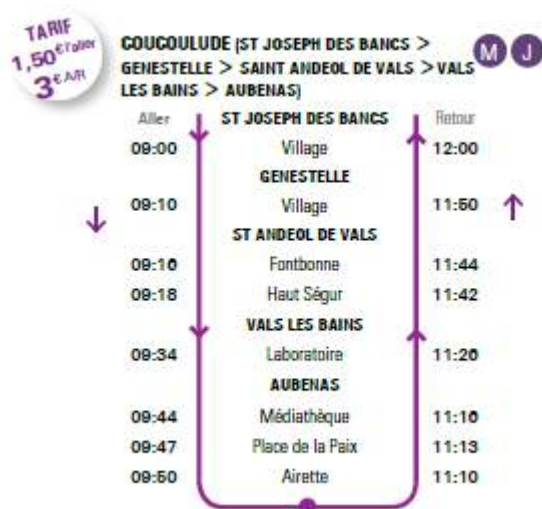 TARIF
1,50€ l'aller
3€ A/R
COUCOULUDE (ST JOSEPH DES BANCS >
GENESTELLE > SAINT ANDEOL DE VALS > VALS
LES BAINS > AUBENAS)
M J
Aller ST JOSEPH DES BANCS Retour
09:00 Village 12:00
GENESTELLE
09:10 Village 11:50
ST ANDEOL DE VALS
09:16 Fontbonne 11:44
09:18 Haut Ségur 11:42
VALS LES BAINS
09:34 Laboratoire 11:26
AUBENAS
09:44 Médiathèque 11:16
09:47 Place de la Paix 11:13
09:50 Airette 11:10